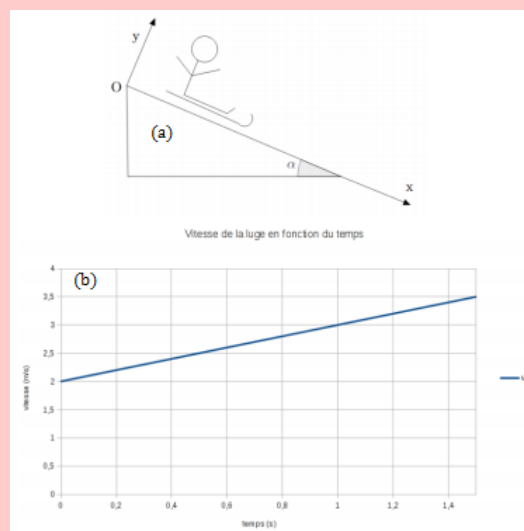 y
O
(a)
α
x
Vitesse de la luge en fonction du temps
(b)
4
3,5
3
2,5
2
1,5
1
0,5
0
vitesse (m/s)
0 0,2 0,4 0,6 0,8 1 1,2 1,4
temps (s)